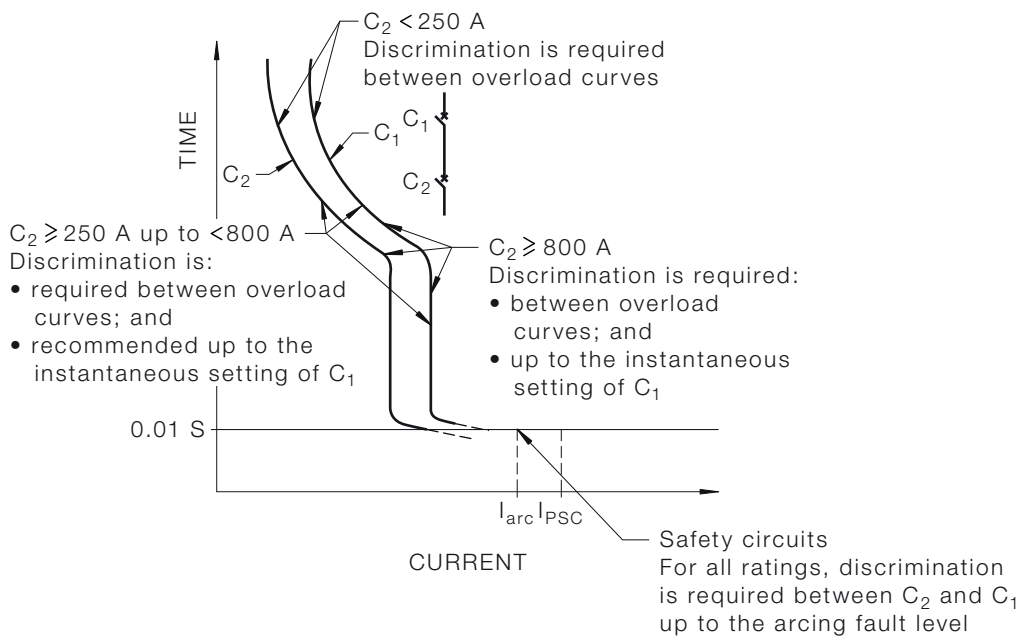 C₂ < 250 A
Discrimination is required
between overload curves
TIME
C₁
C₁
C₂
C₂
C₂ ⩾ 250 A up to <800 A
Discrimination is:
• required between overload
curves; and
• recommended up to the
instantaneous setting of C₁
C₂ ⩾ 800 A
Discrimination is required:
• between overload
curves; and
• up to the instantaneous
setting of C₁
0.01 S
I_arc I_PSC
CURRENT
Safety circuits
For all ratings, discrimination
is required between C₂ and C₁
up to the arcing fault level